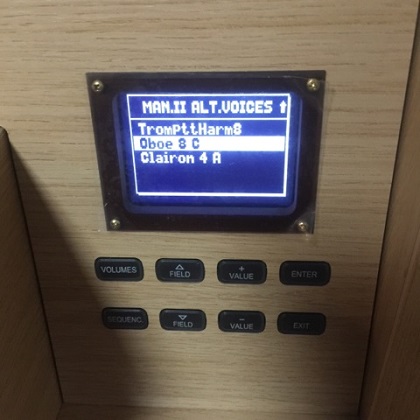 MAN.II ALT.VOICES ↑
TrompttHarm8
Oboe 8 C
Clairon 4 A
VOLUMES
△ FIELD
+ VALUE
ENTER
SEQUENC.
▽ FIELD
− VALUE
EXIT